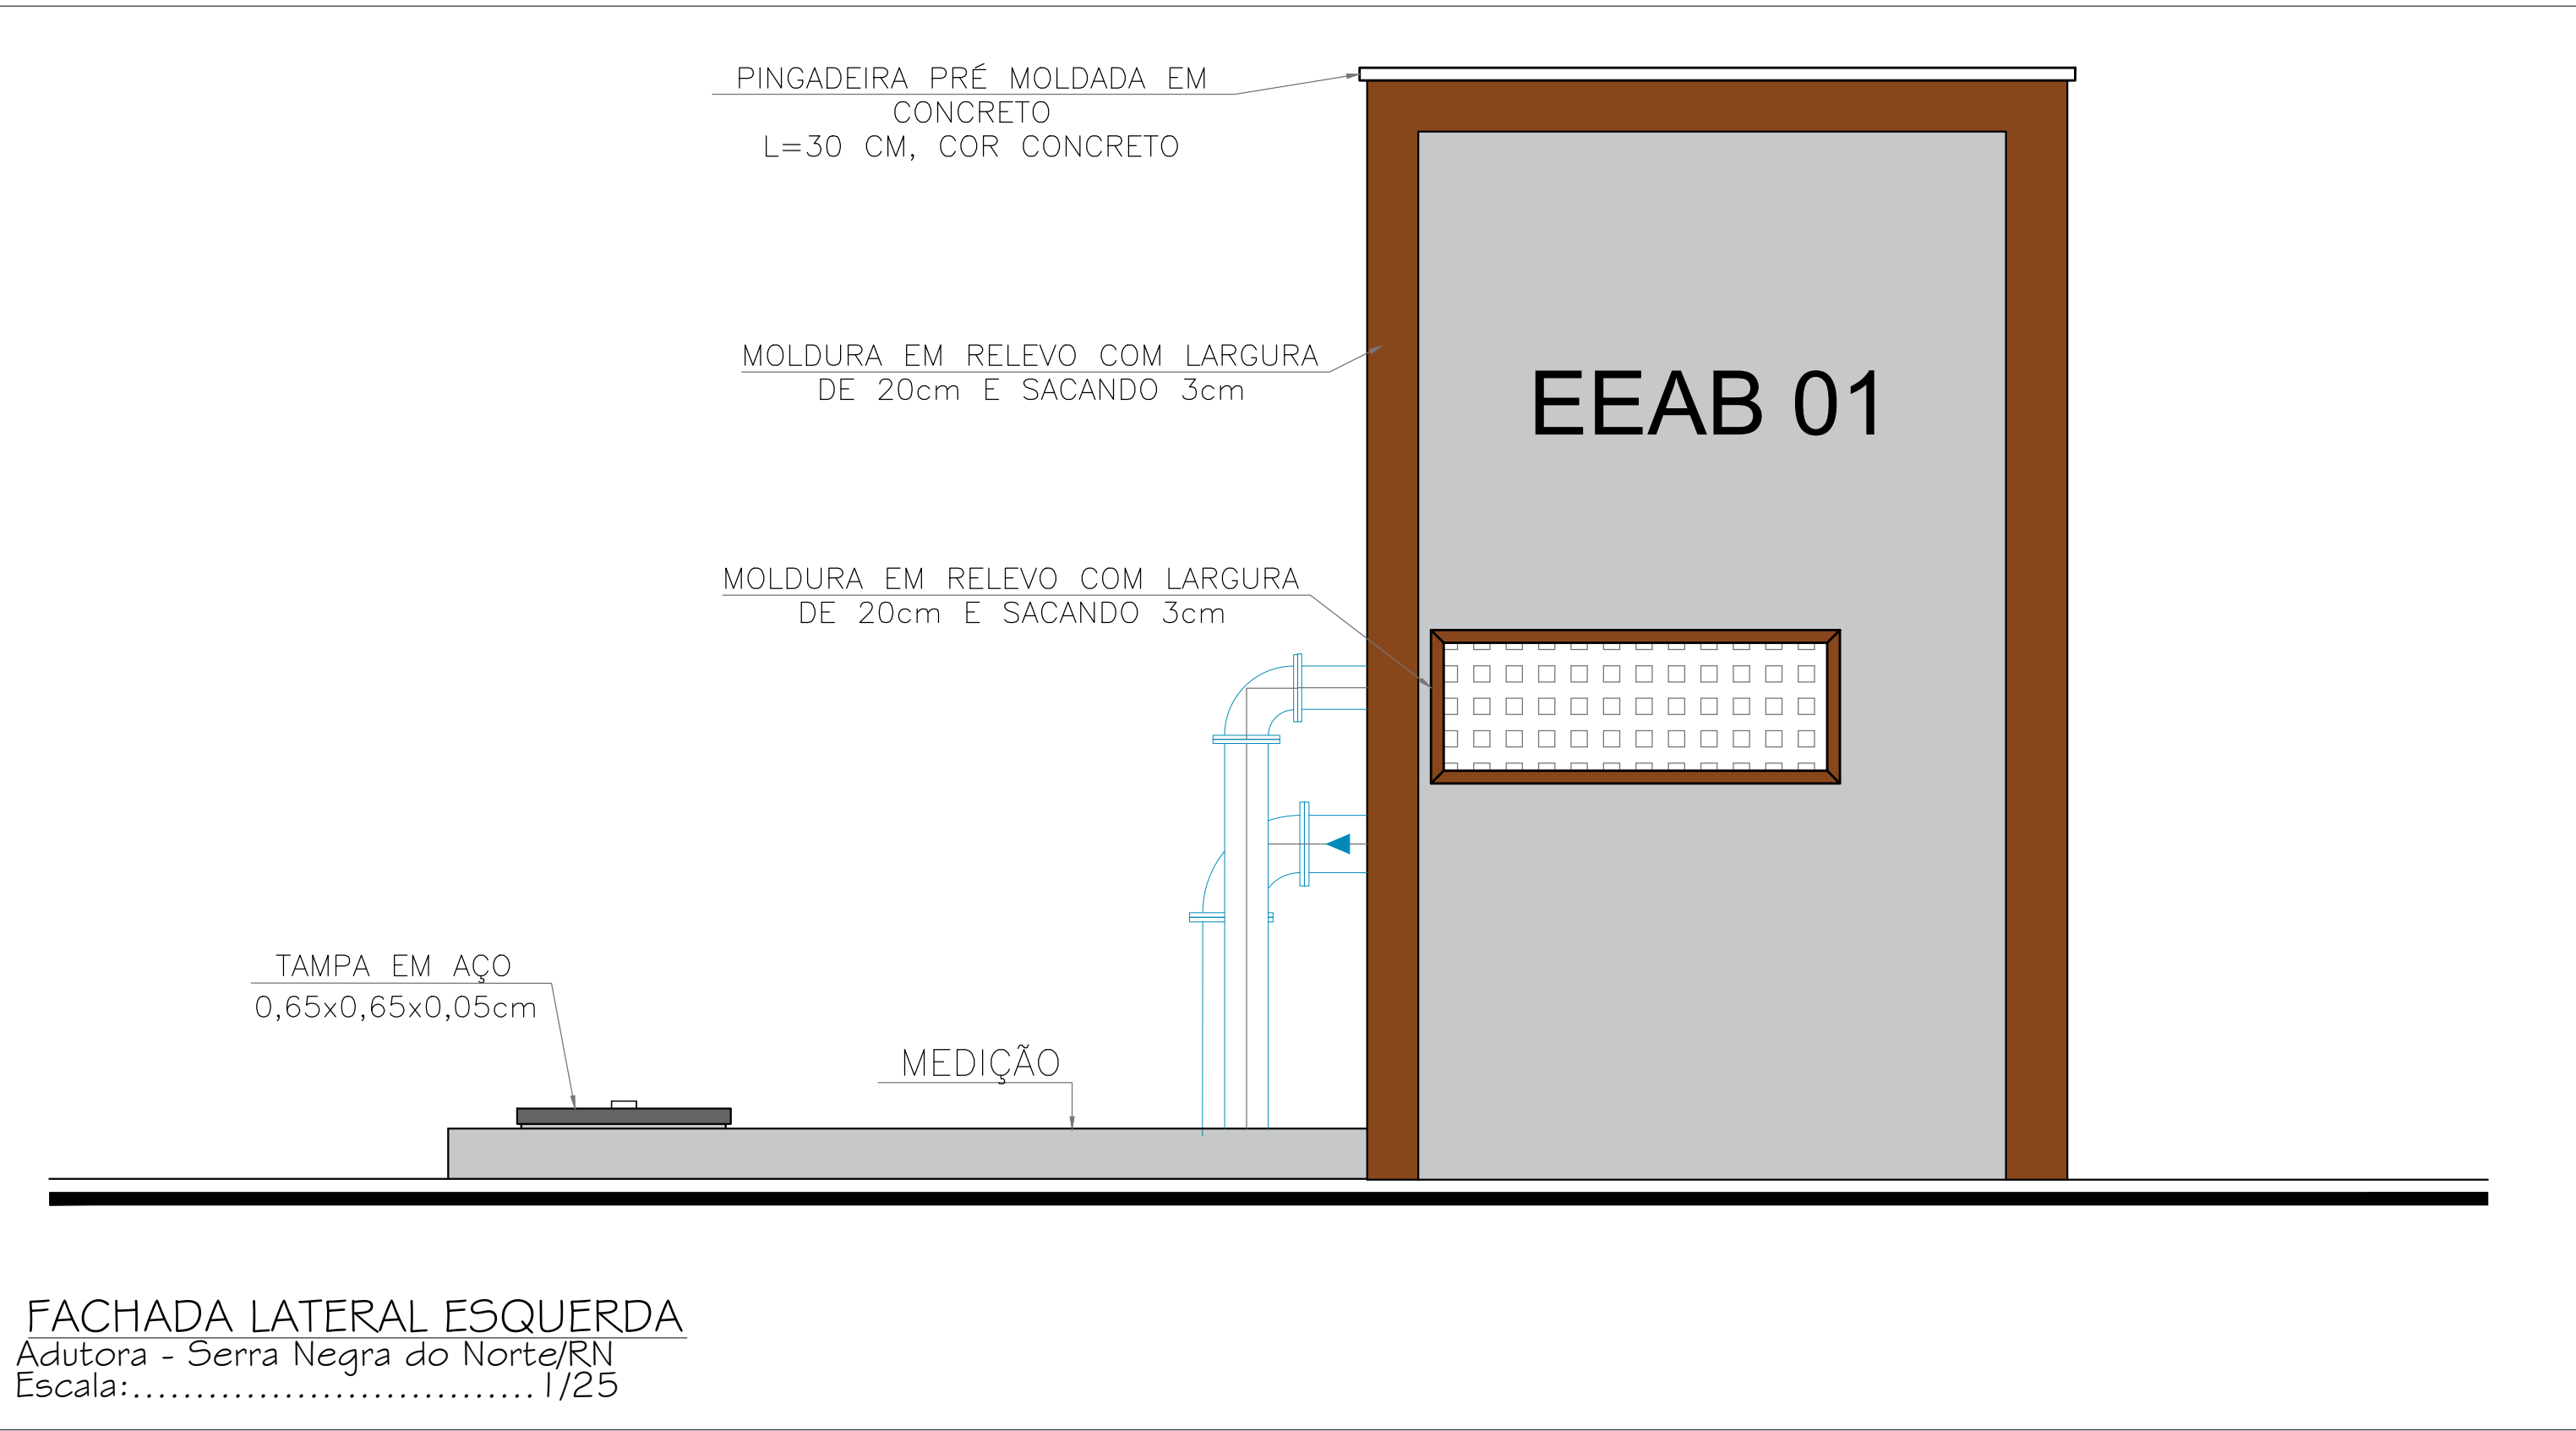 PINGADEIRA PRÉ MOLDADA EM
CONCRETO
L=30 CM, COR CONCRETO
MOLDURA EM RELEVO COM LARGURA
DE 20cm E SACANDO 3cm
EEAB 01
MOLDURA EM RELEVO COM LARGURA
DE 20cm E SACANDO 3cm
TAMPA EM AÇO
0,65x0,65x0,05cm
MEDIÇÃO
FACHADA LATERAL ESQUERDA
Adutora - Serra Negra do Norte/RN
Escala:................................1/25